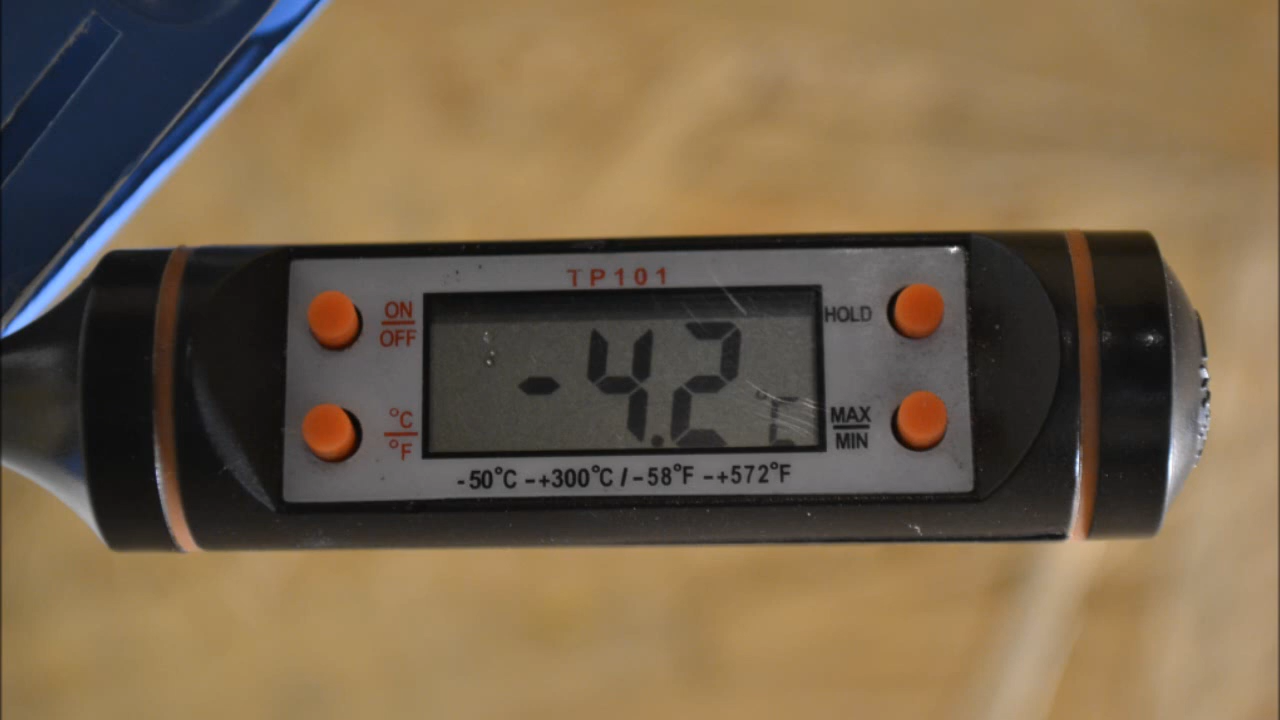 TP101
ON
OFF
HOLD
-4.2 °C
°C
°F
MAX
MIN
-50°C -+300°C / -58°F -+572°F